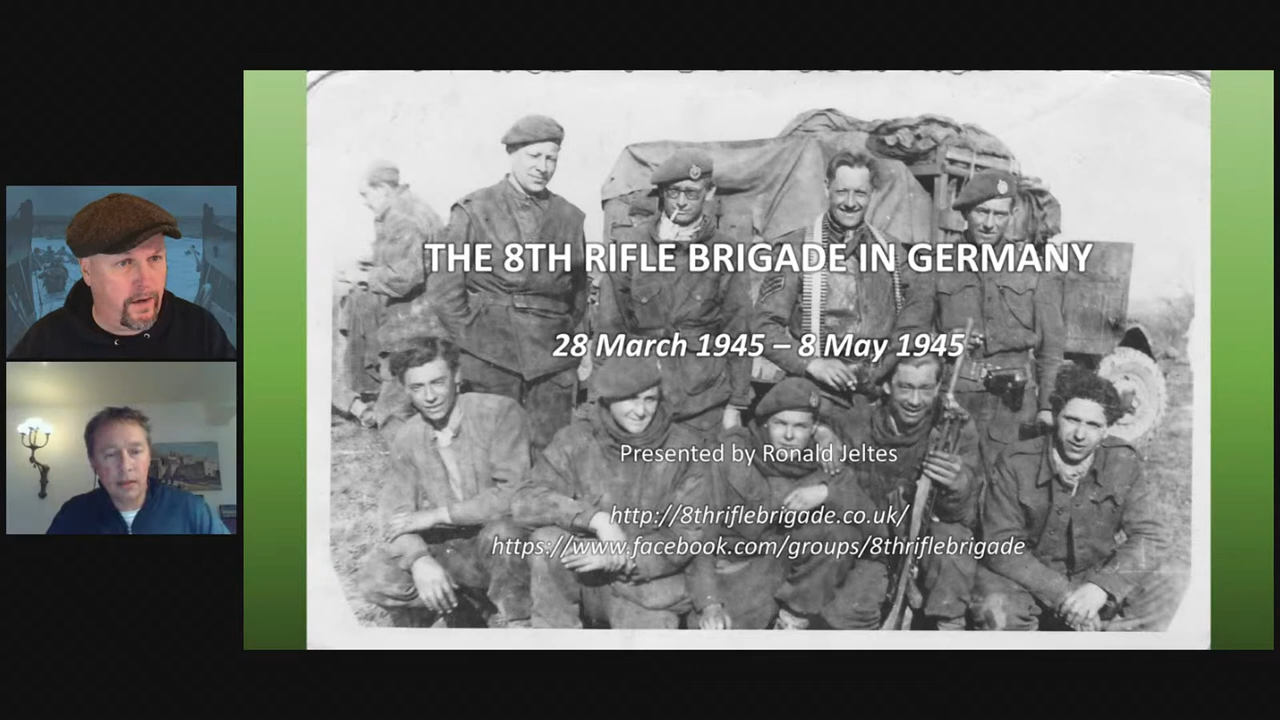 THE 8TH RIFLE BRIGADE IN GERMANY
28 March 1945 – 8 May 1945
Presented by Ronald Jeltes
http://8thriflebrigade.co.uk/
https://www.facebook.com/groups/8thriflebrigade